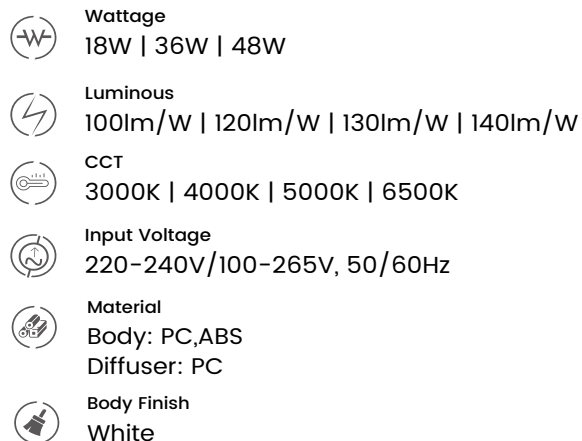 Wattage
18W | 36W | 48W
Luminous
100lm/W | 120lm/W | 130lm/W | 140lm/W
CCT
3000K | 4000K | 5000K | 6500K
Input Voltage
220-240V/100-265V, 50/60Hz
Material
Body: PC,ABS
Diffuser: PC
Body Finish
White